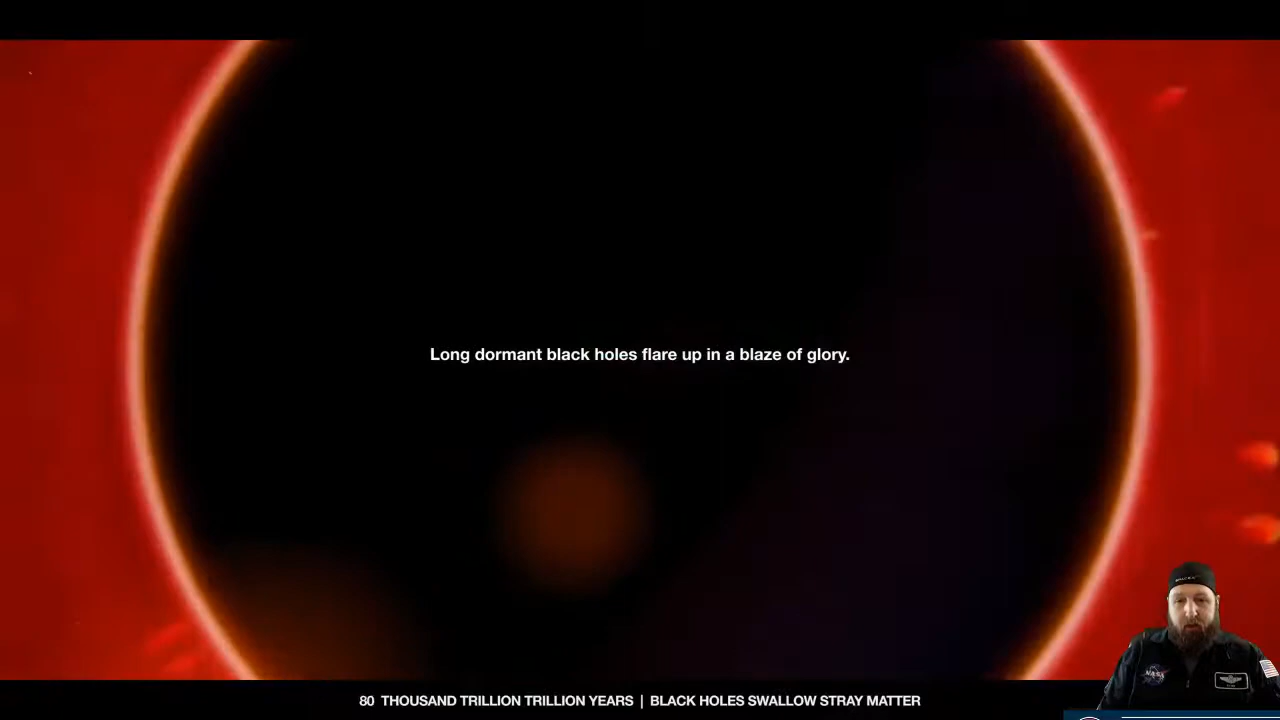 Long dormant black holes flare up in a blaze of glory.
NASA
80 THOUSAND TRILLION TRILLION YEARS | BLACK HOLES SWALLOW STRAY MATTER